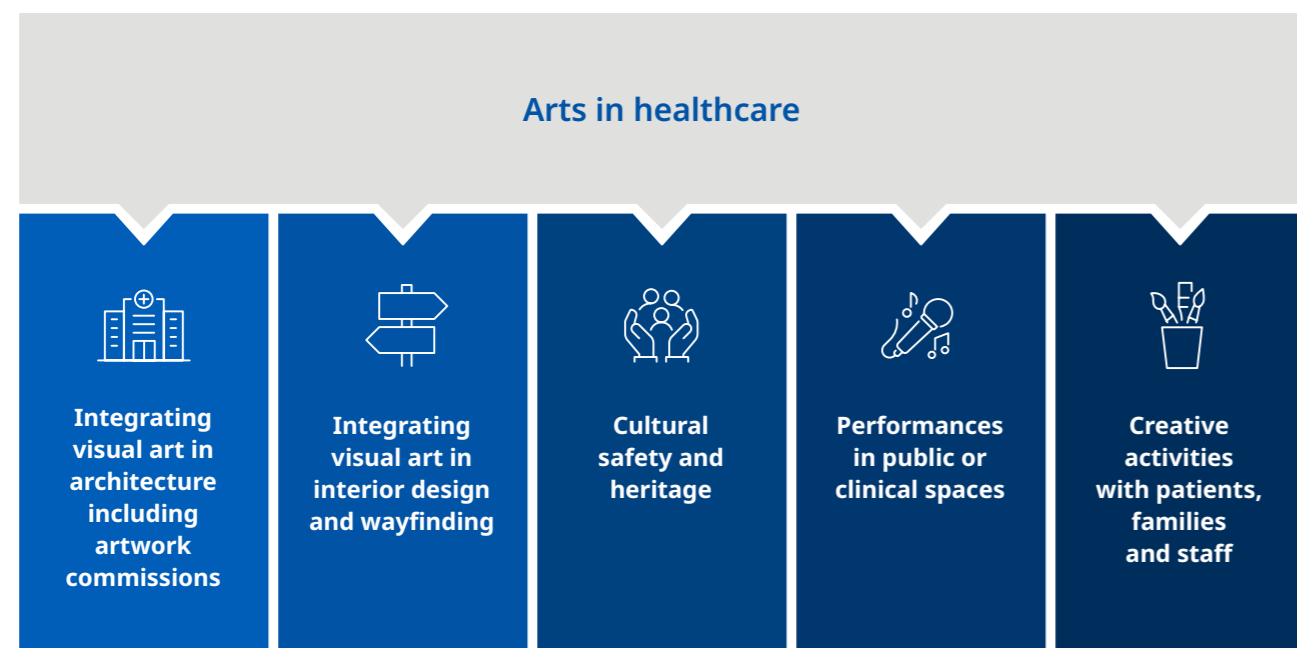 Arts in healthcare
Integrating
visual art in
architecture
including
artwork
commissions
Integrating
visual art in
interior design
and wayfinding
Cultural
safety and
heritage
Performances
in public or
clinical spaces
Creative
activities
with patients,
families
and staff